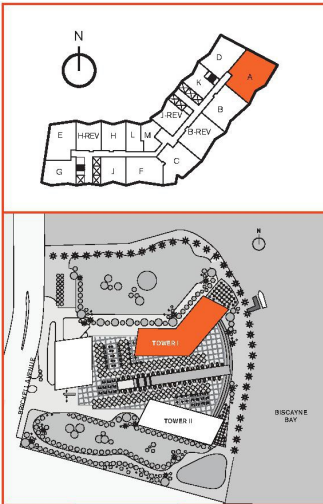 N
D
A
K
B
I-REV
B-REV
E
H-REV
H
L
M
C
G
J
F
N
TOWER I
BRICKELL AVENUE
TOWER II
BISCAYNE
BAY